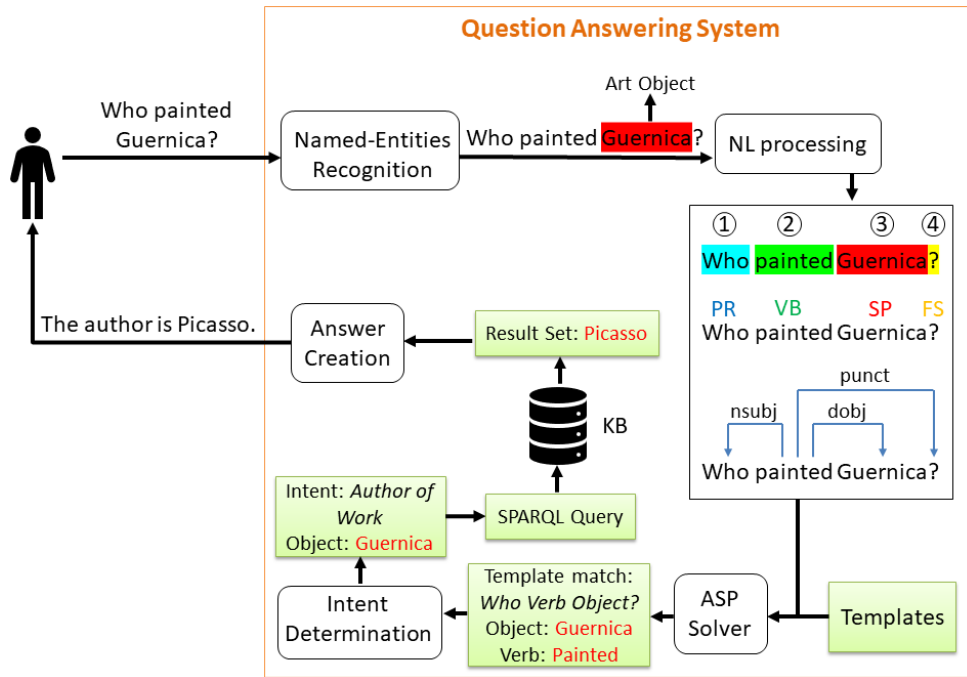 Question Answering System
Who painted
Guernica?
Named-Entities
Recognition
Art Object
Who painted Guernica?
NL processing
1 2 3 4
Who painted Guernica?
PR VB SP FS
Who painted Guernica?
punct
nsubj dobj
Who painted Guernica?
The author is Picasso.
Answer
Creation
Result Set: Picasso
KB
Intent: Author of
Work
Object: Guernica
SPARQL Query
Intent
Determination
Template match:
Who Verb Object?
Object: Guernica
Verb: Painted
ASP
Solver
Templates